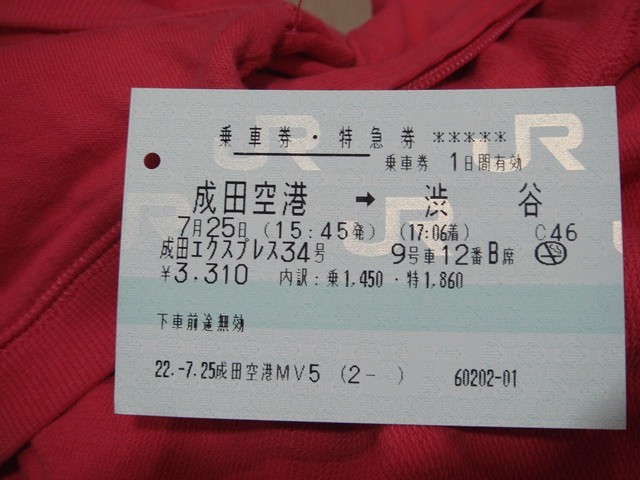 乗車券・特急券 *****
乗車券 1日間有効
成田空港 → 渋谷
7月25日 (15:45発) (17:06着) C46
成田エクスプレス34号 9号車12番B席
¥3,310 内訳:乗1,450・特1,860
下車前途無効
22.-7.25成田空港MV5 (2- ) 60202-01
JR
JR
JR
JR